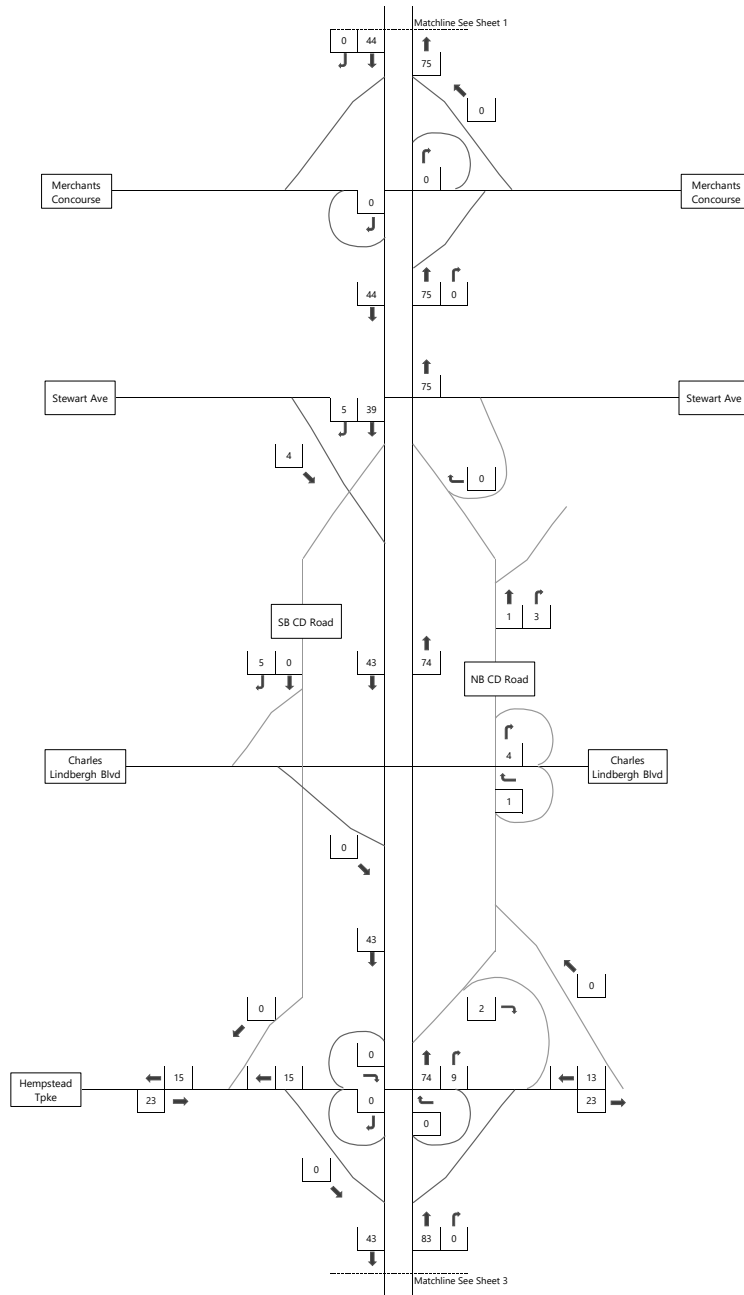 Matchline See Sheet 1
0 44
75
0
Merchants
Concourse
0
0
Merchants
Concourse
44
75 0
75
Stewart Ave
Stewart Ave
5 39
4
0
1 3
SB CD Road
5 0
43
74
NB CD Road
4
Charles
Lindbergh Blvd
Charles
Lindbergh Blvd
1
0
43
0
0
2
0
74 9
15
15
13
Hempstead
Tpke
23
0
23
0
0
43
83 0
Matchline See Sheet 3